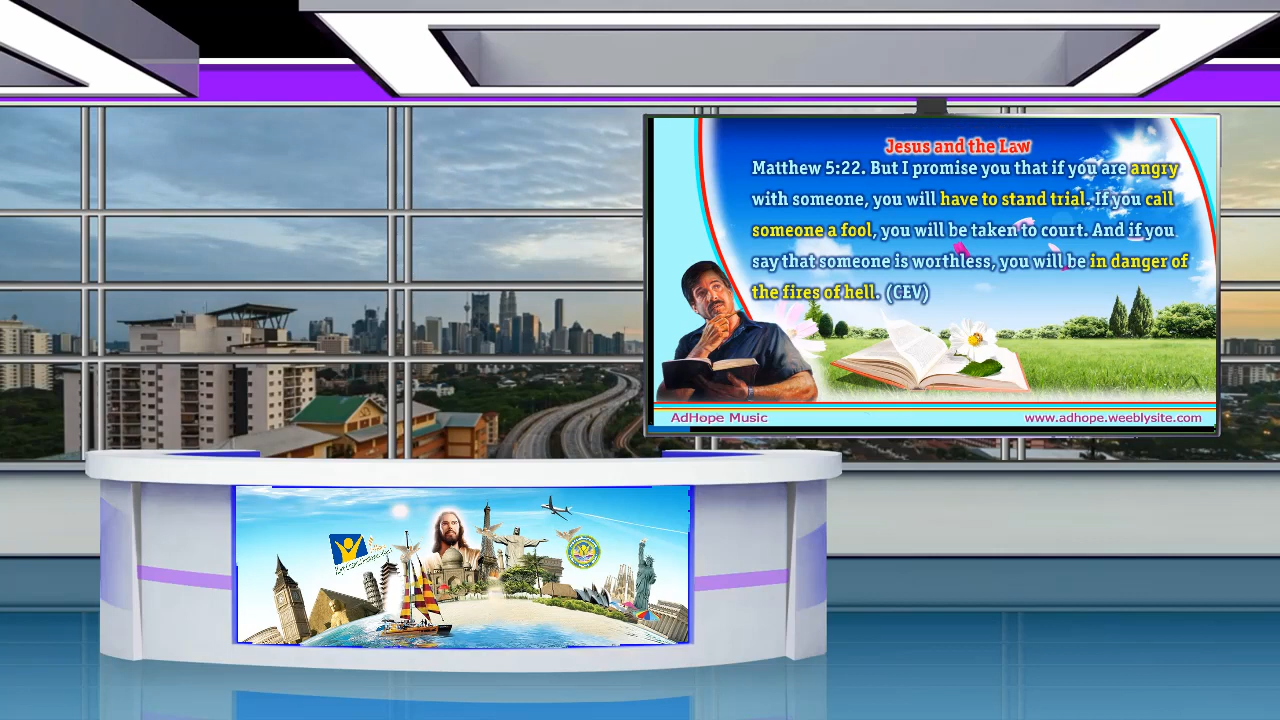 Jesus and the Law
Matthew 5:22. But I promise you that if you are angry
with someone, you will have to stand trial. If you call
someone a fool, you will be taken to court. And if you
say that someone is worthless, you will be in danger of
the fires of hell. (CEV)
AdHope Music
www.adhope.weeblysite.com